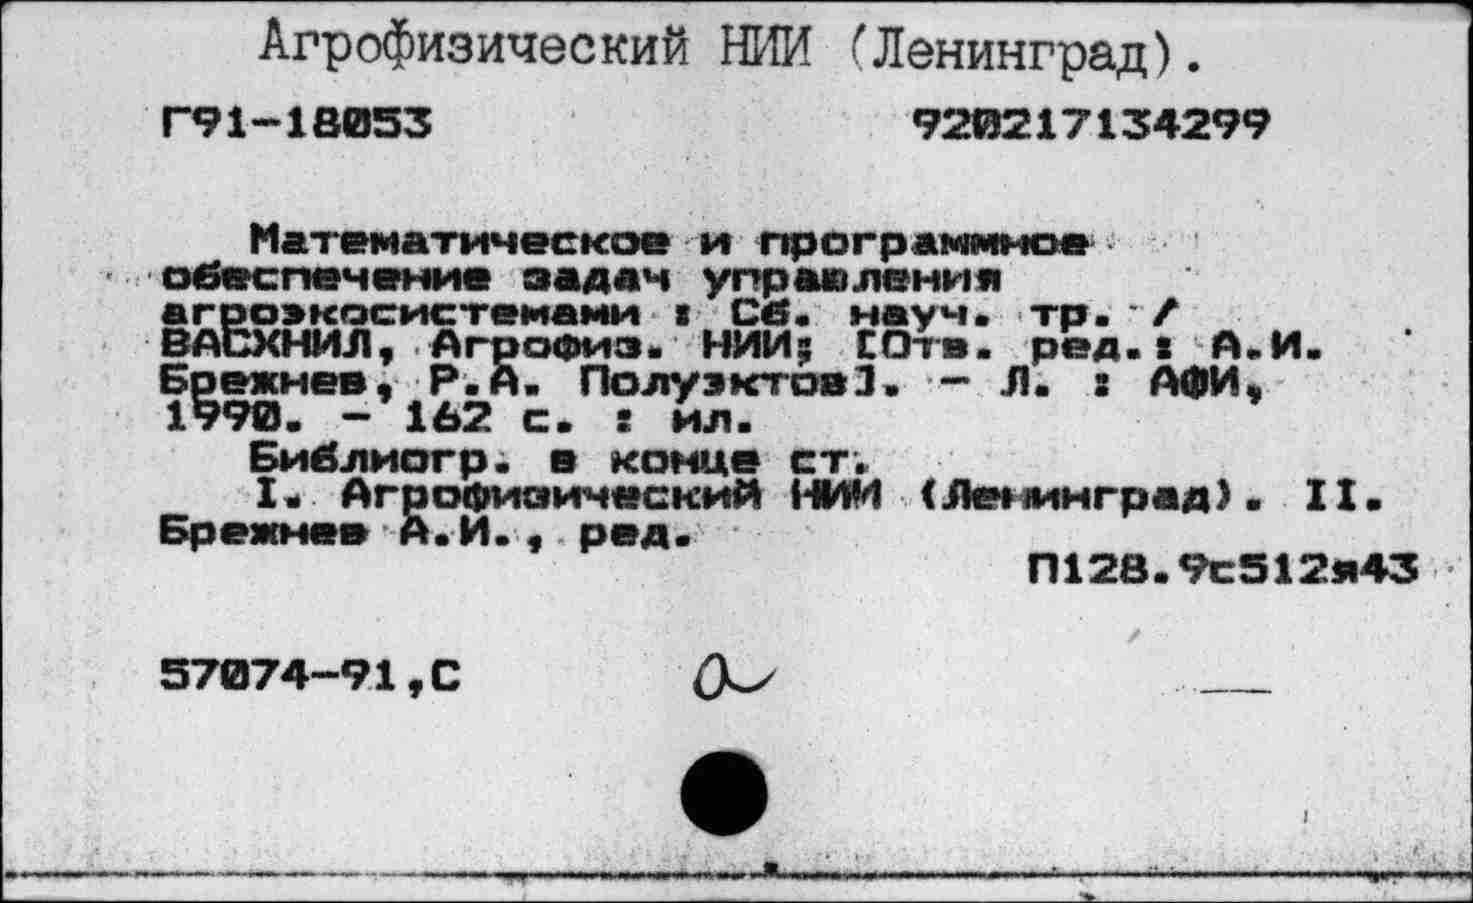 Агрофизический НИИ (Ленинград).
Г91-18053 920217134299
Математическое и программное
обеспечение задач управления
агроэкосистемами : Сб. науч. тр. /
ВАСХНИЛ, Агрофиз. НИИ; [Отв. ред.: А.И.
Брежнев, Р.А. Полуэктов]. - Л. : АФИ,
1990. - 162 с. : ил.
Библиогр. в конце ст.
I. Агрофизический НИИ (Ленинград). II.
Брежнев А.И., ред.
П128.9с512я43
57074-91,С